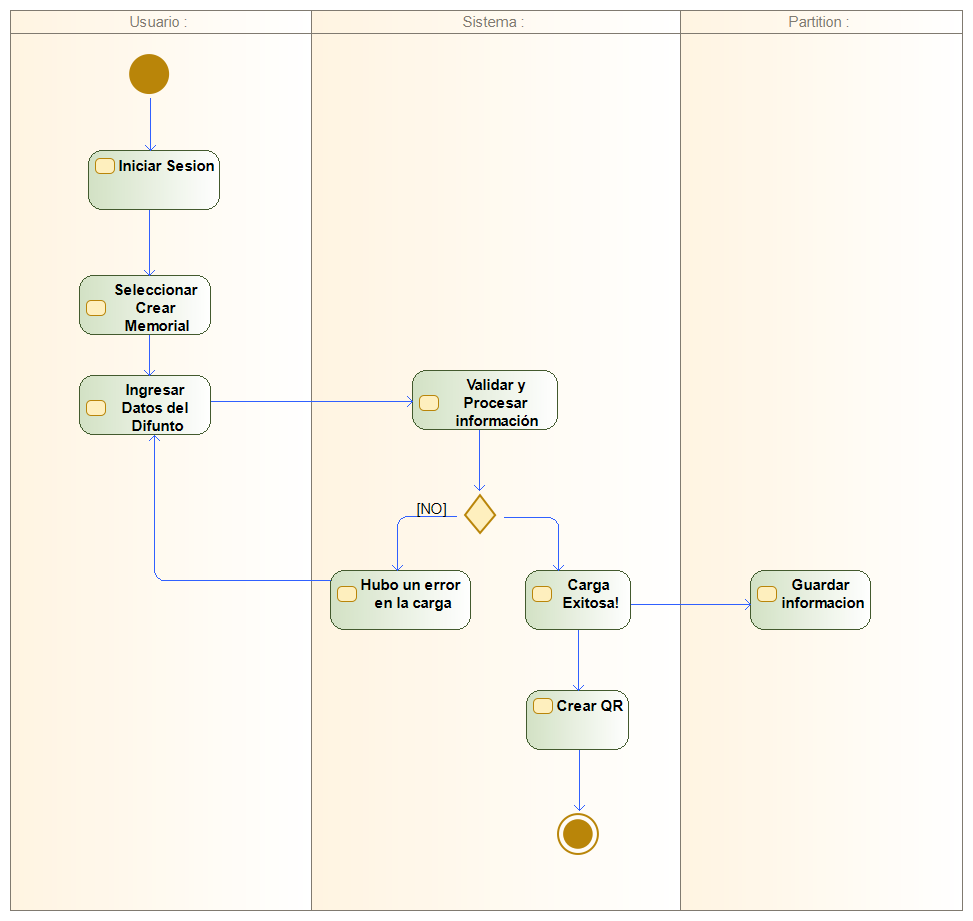 Usuario :
Sistema :
Partition :
Iniciar Sesion
Seleccionar
Crear
Memorial
Ingresar
Datos del
Difunto
Validar y
Procesar
información
[NO]
Hubo un error
en la carga
Carga
Exitosa!
Guardar
informacion
Crear QR